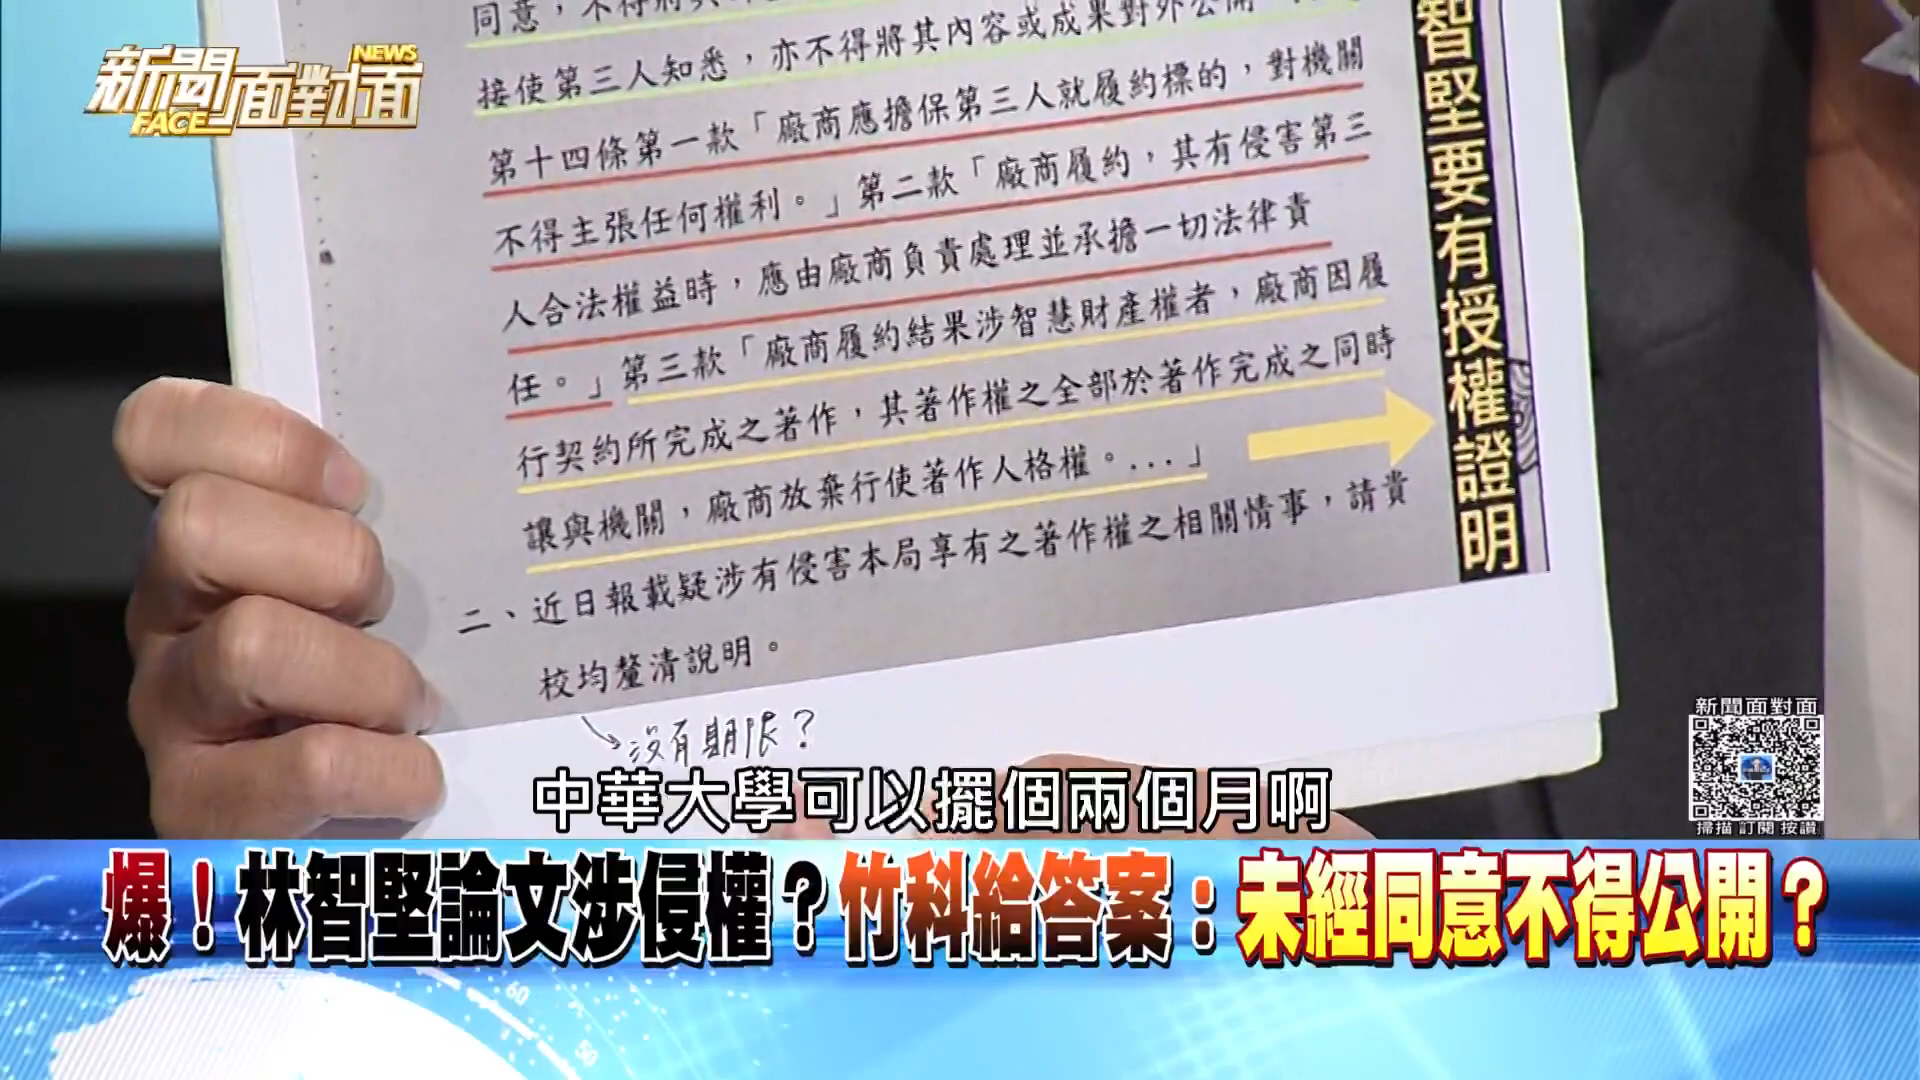 新聞面對面
NEWS
FACE
同意，不得將其
接使第三人知悉，亦不得將其內容或成果對外公開
第十四條第一款「廠商應擔保第三人就履約標的，對機關
不得主張任何權利。」第二款「廠商履約，其有侵害第三
人合法權益時，應由廠商負責處理並承擔一切法律責
任。」第三款「廠商履約結果涉智慧財產權者，廠商因履
行契約所完成之著作，其著作權之全部於著作完成之同時
讓與機關，廠商放棄行使著作人格權。...」
二、近日報載疑涉有侵害本局享有之著作權之相關情事，請貴
校均釐清說明。
智堅要有授權證明
沒有期限？
新聞面對面
掃描 訂閱 按讚
中華大學可以擺個兩個月啊
爆！林智堅論文涉侵權？竹科給答案：未經同意不得公開？
60
50